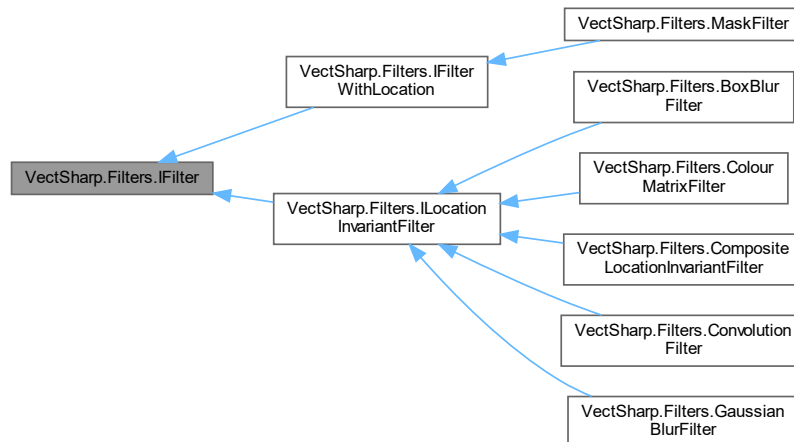 VectSharp.Filters.MaskFilter
VectSharp.Filters.IFilter
WithLocation
VectSharp.Filters.BoxBlur
Filter
VectSharp.Filters.IFilter
VectSharp.Filters.Colour
MatrixFilter
VectSharp.Filters.ILocation
InvariantFilter
VectSharp.Filters.Composite
LocationInvariantFilter
VectSharp.Filters.Convolution
Filter
VectSharp.Filters.Gaussian
BlurFilter